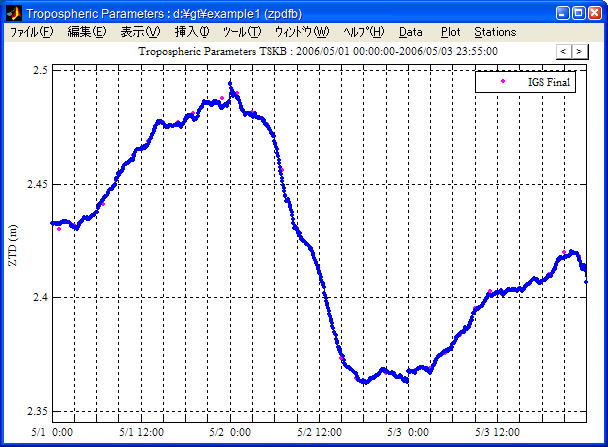 Tropospheric Parameters : d:¥gt¥example1 (zpdfb)
ファイル(F) 編集(E) 表示(V) 挿入(I) ツール(T) ウィンドウ(W) ヘルプ(H) Data Plot Stations
Tropospheric Parameters TSKB : 2006/05/01 00:00:00-2006/05/03 23:55:00 < >
2.5
IGS Final
2.45
ZTD (m)
2.4
2.35
5/1 0:00 5/1 12:00 5/2 0:00 5/2 12:00 5/3 0:00 5/3 12:00